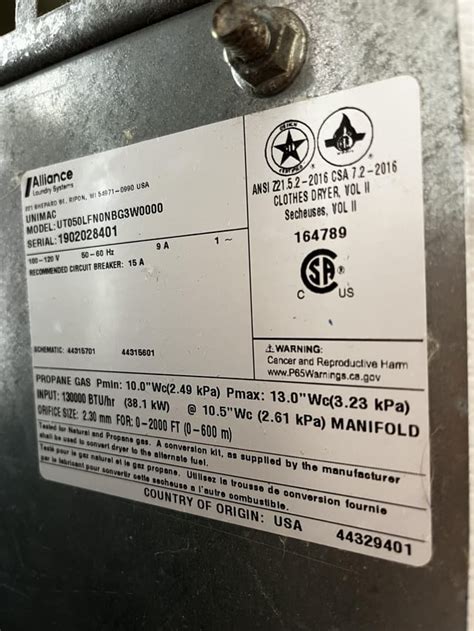 Alliance
Laundry Systems
221 SHEPARD ST., RIPON, WI 54971-0990 USA
UNIMAC
MODEL: UT050LFN0NBG3W0000
SERIAL: 1902028401
100-120 V 50-60 Hz 9 A 1 ~
RECOMMENDED CIRCUIT BREAKER: 15 A
SCHEMATIC: 44315701 44315601
DESIGN
CERTIFIED
ANSI Z21.5.2-2016 CSA 7.2-2016
CLOTHES DRYER, VOL II
Secheuses, VOL II
164789
C US
⚠ WARNING:
Cancer and Reproductive Harm
www.P65Warnings.ca.gov
PROPANE GAS Pmin: 10.0"Wc(2.49 kPa) Pmax: 13.0"Wc(3.23 kPa)
INPUT: 130000 BTU/hr (38.1 kW) @ 10.5"Wc (2.61 kPa) MANIFOLD
ORIFICE SIZE: 2.30 mm FOR: 0-2000 FT (0-600 m)
Tested for Natural and Propane gas. A conversion kit, as supplied by the manufacturer
shall be used to convert dryer to the alternate fuel.
Testé pour le gaz naturel et le gaz propane. Utilizez la trousse de conversion fournie
par le fabricant pour convertir cette secheuse a l'autre combustible.
COUNTRY OF ORIGIN: USA
44329401